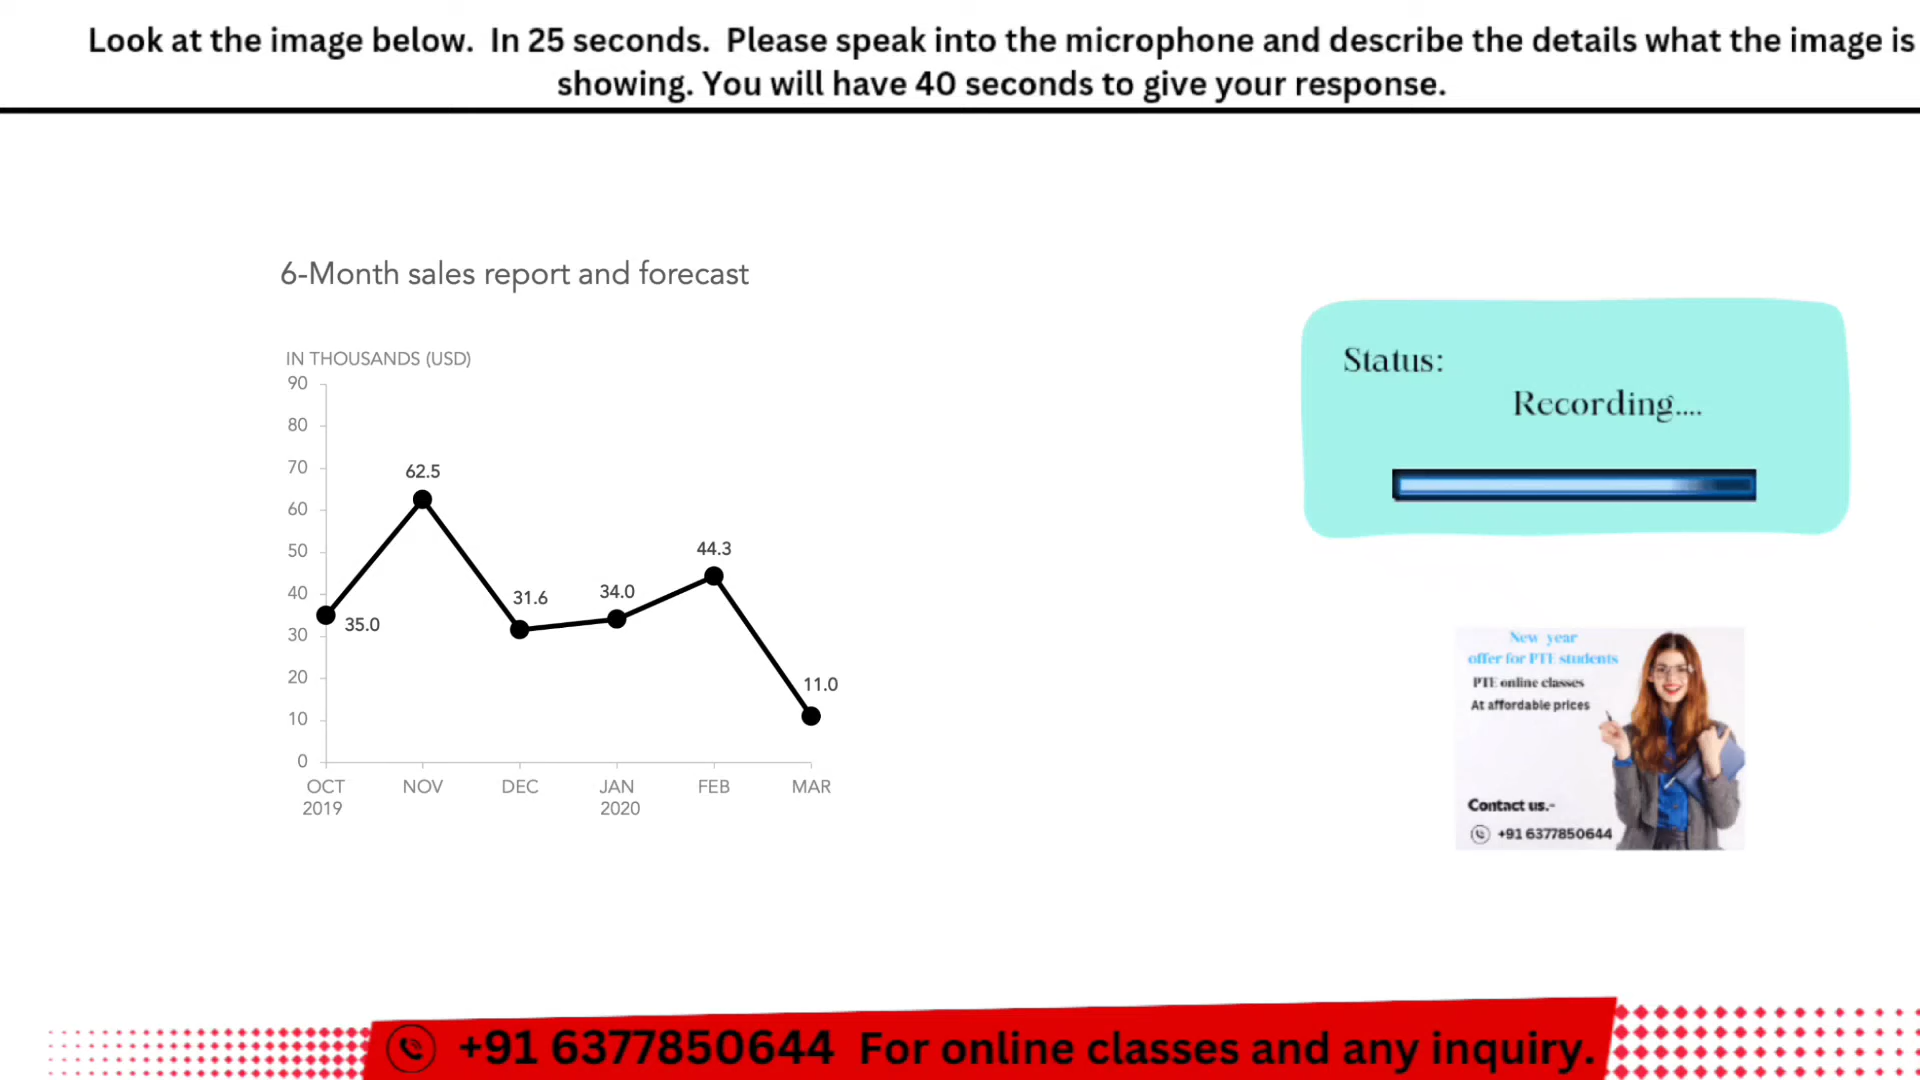 Look at the image below. In 25 seconds. Please speak into the microphone and describe the details what the image is
showing. You will have 40 seconds to give your response.
6-Month sales report and forecast
IN THOUSANDS (USD)
90
80
70
60
50
40
30
20
10
0
35.0
62.5
31.6
34.0
44.3
11.0
OCT NOV DEC JAN FEB MAR
2019 2020
Status:
Recording....
New year
offer for PTE students
PTE online classes
At affordable prices
Contact us.-
+91 6377850644
+91 6377850644 For online classes and any inquiry.